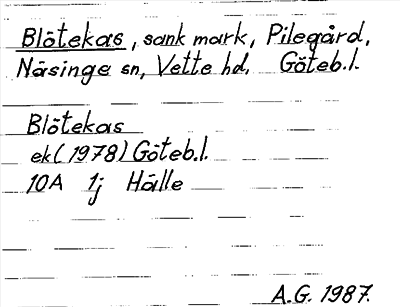 Blötekas, sank mark, Pilegård,
Näsinge sn, Vette hd. Göteb.l.
Blötekas
ek (1978) Göteb.l.
10A 1j Hälle
A.G. 1987.